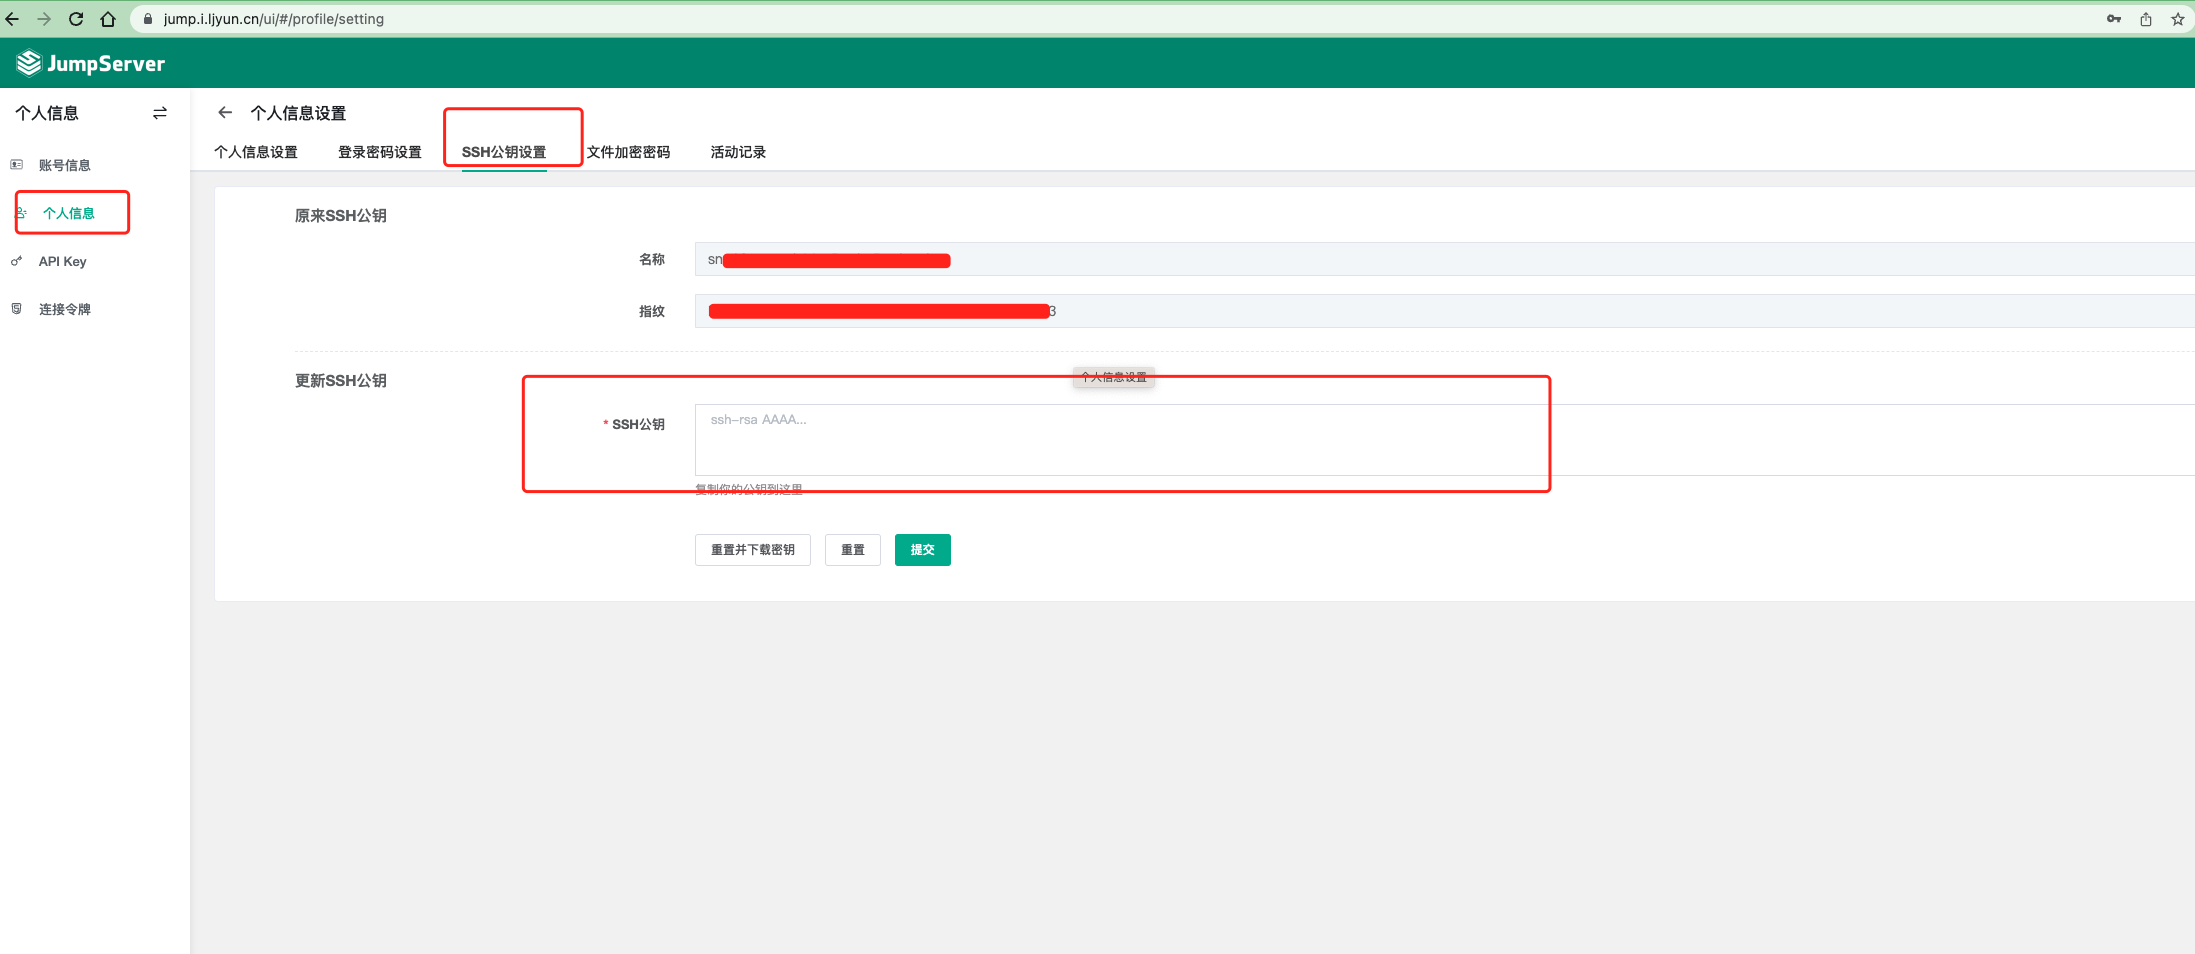 jump.i.ljyun.cn/ui/#/profile/setting
JumpServer
个人信息
账号信息
个人信息
API Key
连接令牌
个人信息设置
个人信息设置 登录密码设置 SSH公钥设置 文件加密密码 活动记录
原来SSH公钥
名称 sn
指纹 3
更新SSH公钥
个人信息设置
* SSH公钥 ssh-rsa AAAA...
复制你的公钥到这里
重置并下载密钥 重置 提交